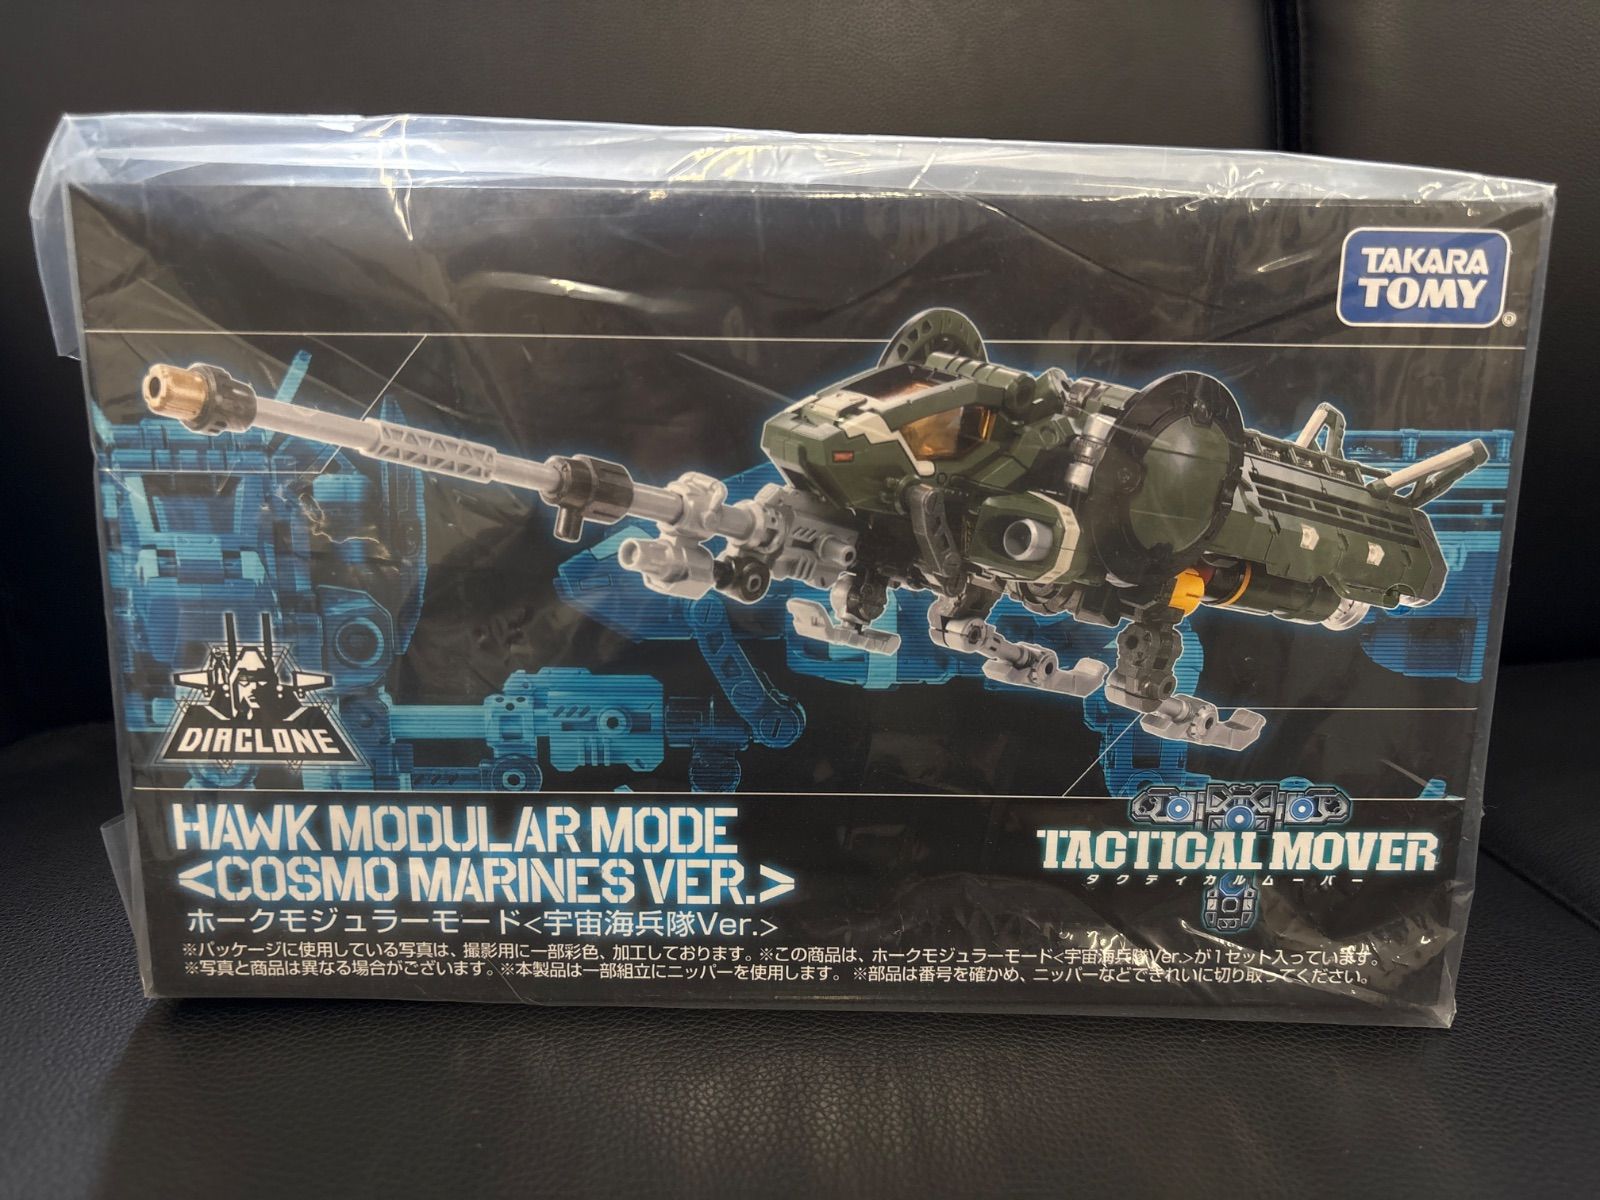 TAKARA
TOMY
®
DIACLONE
HAWK MODULAR MODE
<COSMO MARINES VER.>
ホークモジュラーモード<宇宙海兵隊Ver.>
TACTICAL MOVER
タクティカルムーバー
※パッケージに使用している写真は、撮影用に一部彩色、加工しております。※この商品は、ホークモジュラーモード<宇宙海兵隊Ver.>が1セット入っています。
※写真と商品は異なる場合がございます。※本製品は一部組立にニッパーを使用します。 ※部品は番号を確かめ、ニッパーなどできれいに切り取ってください。